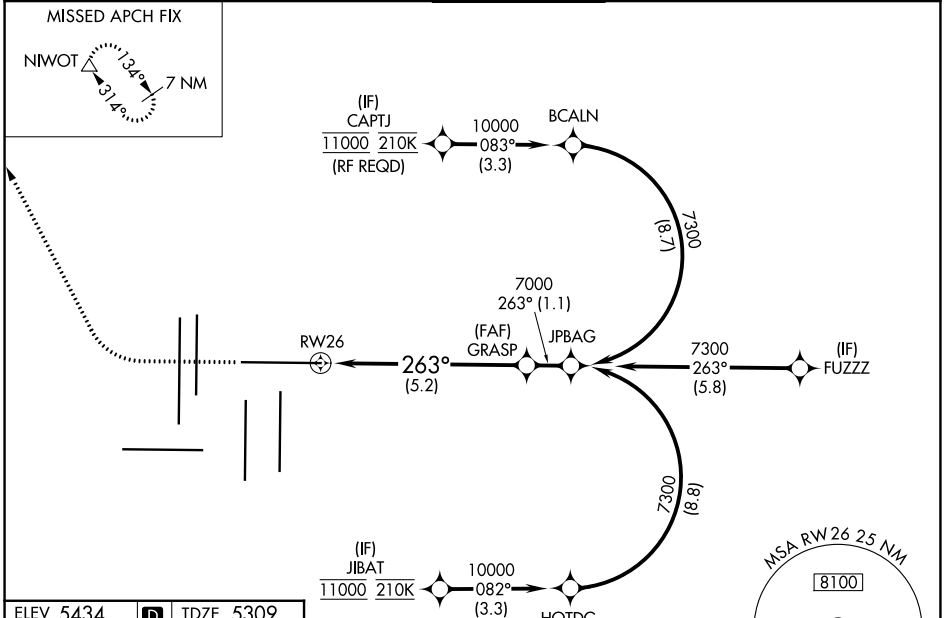 MISSED APCH FIX
NIWOT
134°
7 NM
314°
(IF)
CAPTJ
11000 210K
(RF REQD)
10000
083°
(3.3)
BCALN
7300
(8.7)
7000
263° (1.1)
(FAF)
GRASP
JPBAG
RW26
263°
(5.2)
7300
263°
(5.8)
(IF)
FUZZZ
7300
(8.8)
(IF)
JIBAT
11000 210K
10000
082°
(3.3)
HOTDG
MSA RW26 25 NM
8100
ELEV 5434 D TDZE 5309